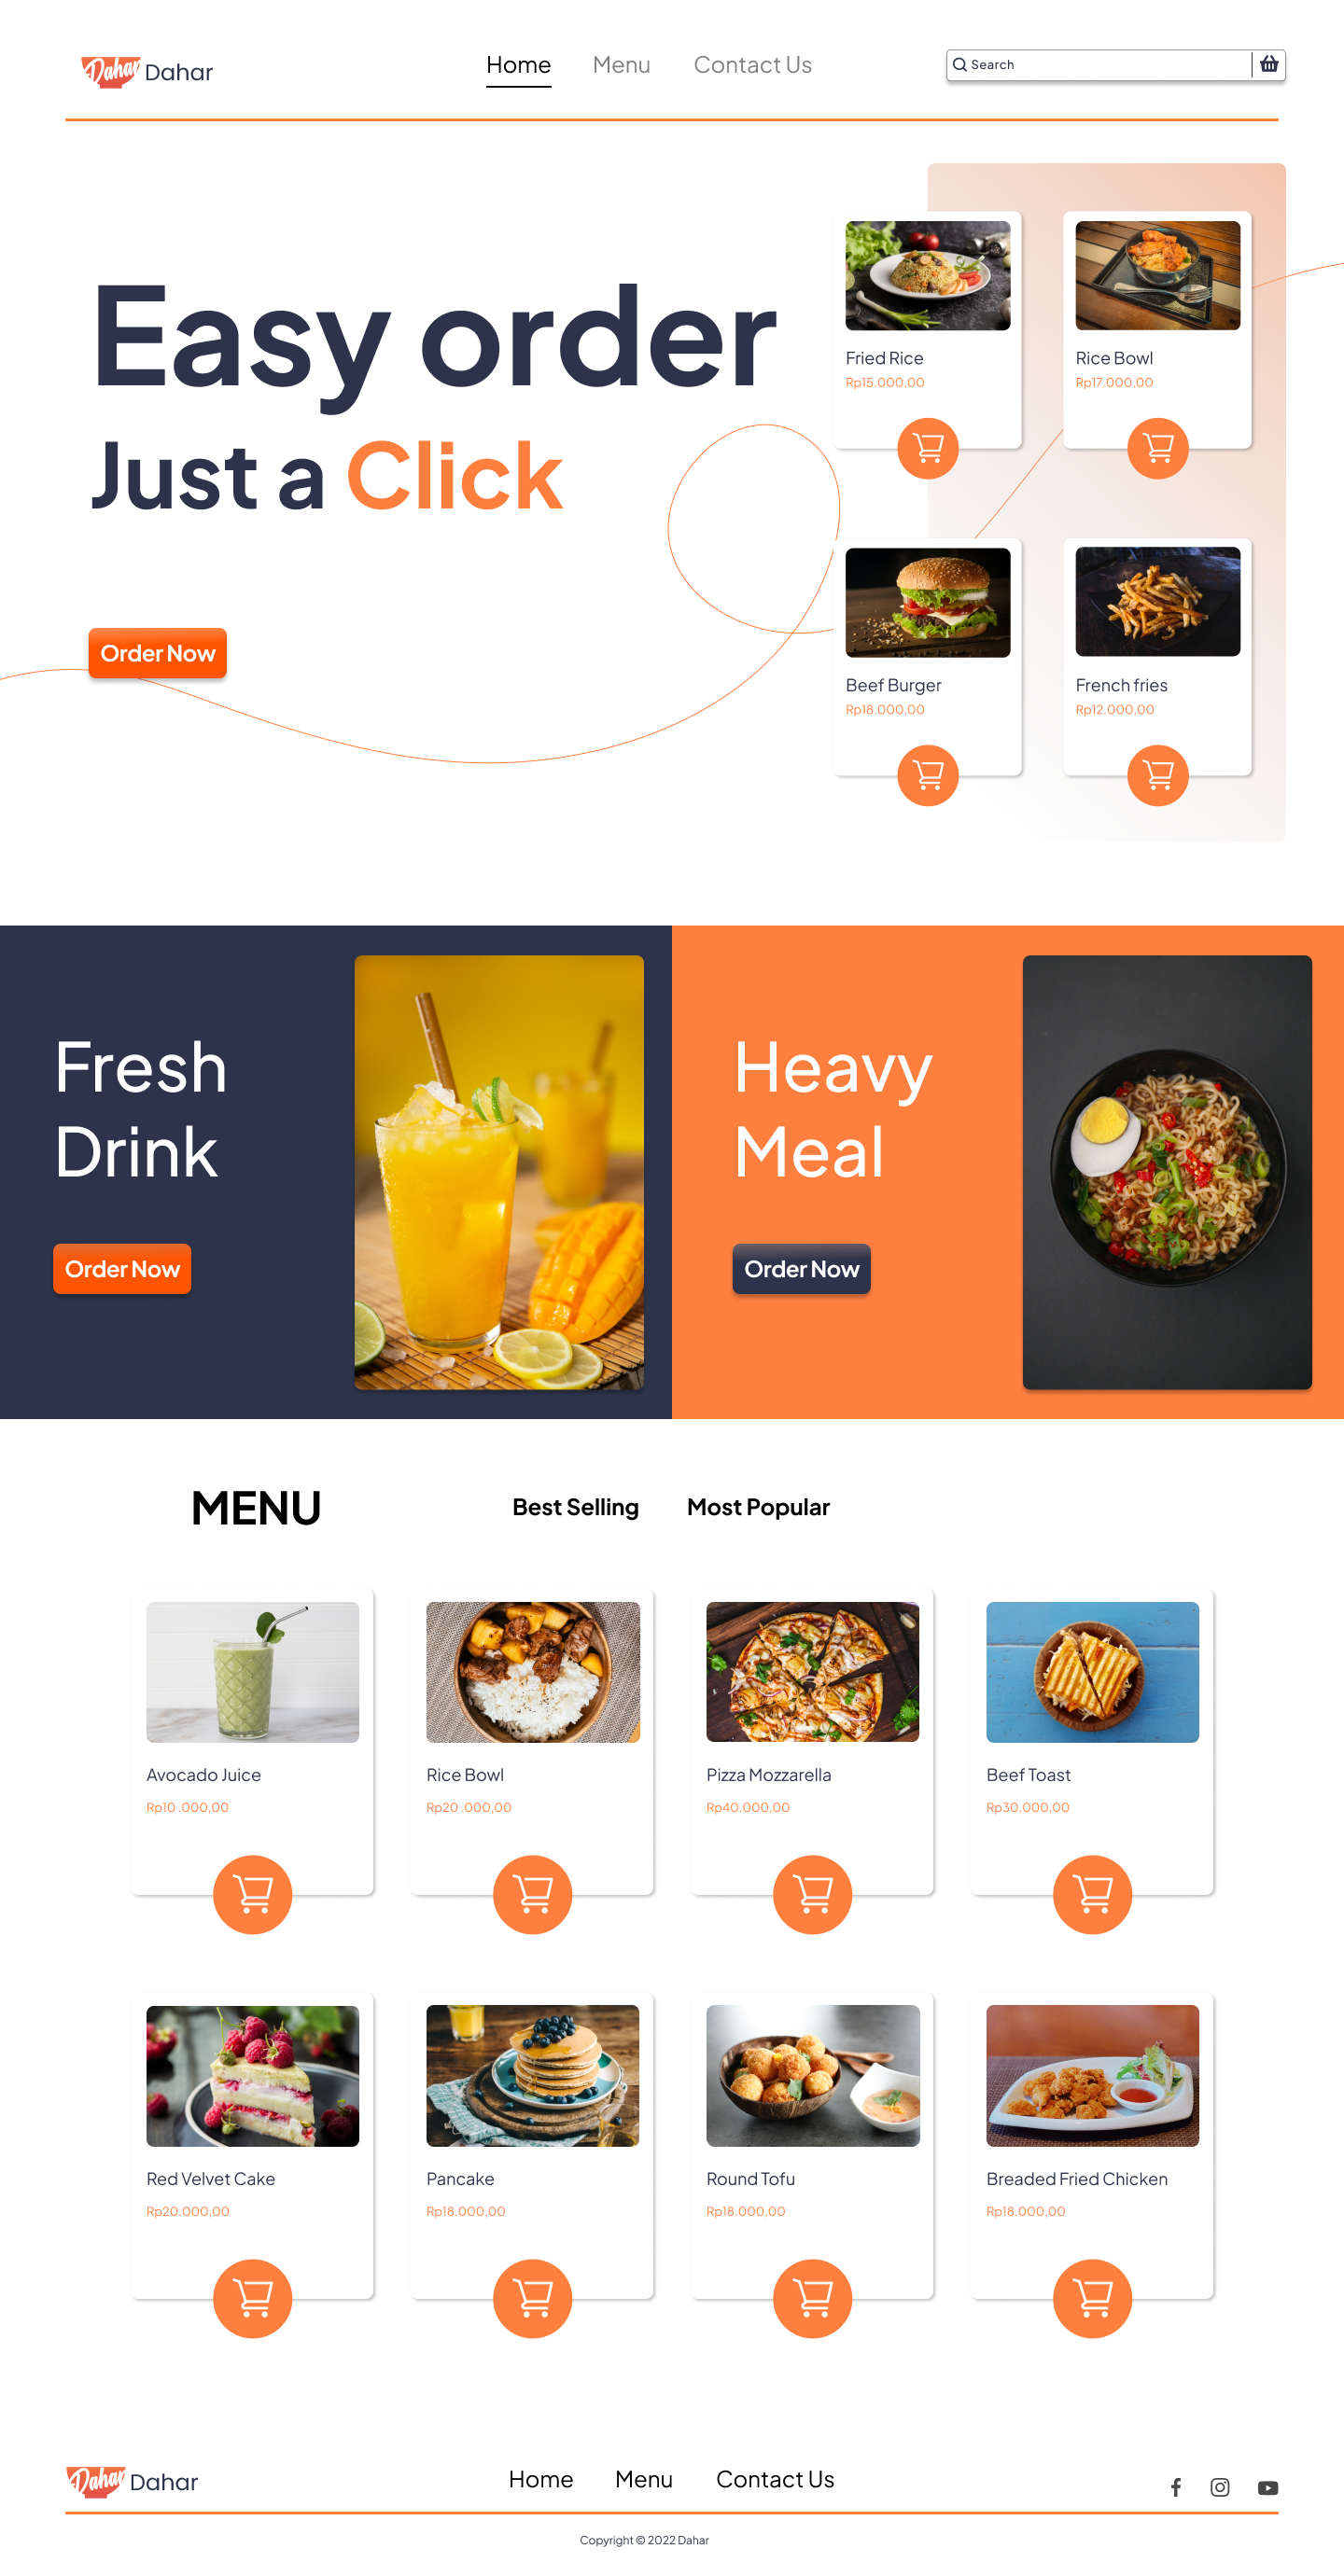 Dahar Dahar
Home Menu Contact Us
Search
Easy order
Just a Click
Order Now
Fried Rice
Rp15.000,00
Rice Bowl
Rp17.000,00
Beef Burger
Rp18.000,00
French fries
Rp12.000,00
Fresh
Drink
Order Now
Heavy
Meal
Order Now
MENU
Best Selling Most Popular
Avocado Juice
Rp10 .000,00
Rice Bowl
Rp20 .000,00
Pizza Mozzarella
Rp40.000,00
Beef Toast
Rp30.000,00
Red Velvet Cake
Rp20.000,00
Pancake
Rp18.000,00
Round Tofu
Rp18.000,00
Breaded Fried Chicken
Rp18.000,00
Dahar Dahar
Home Menu Contact Us
Copyright © 2022 Dahar